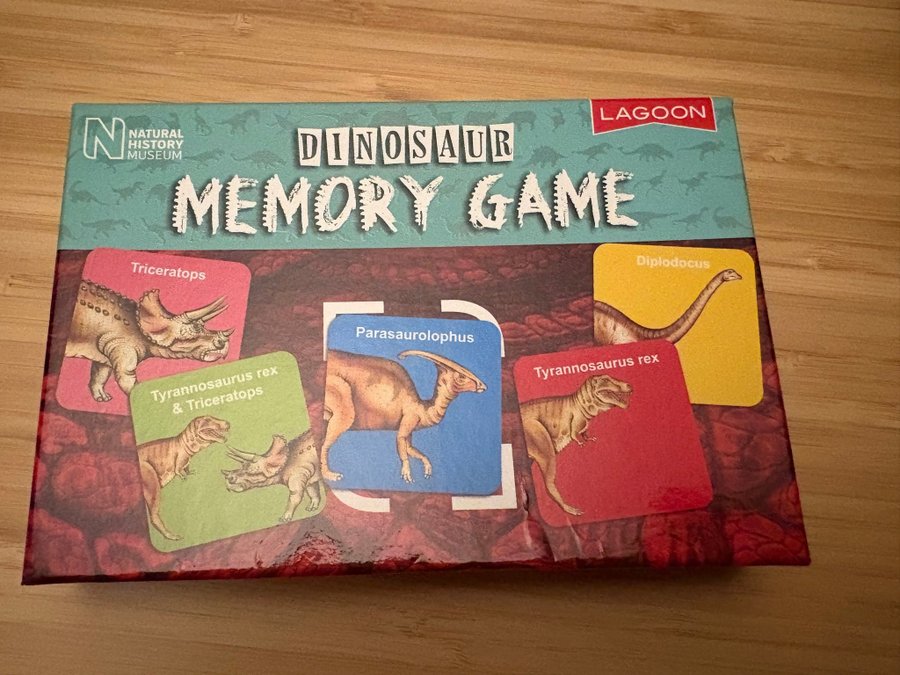 NATURAL
HISTORY
MUSEUM
DINOSAUR
LAGOON
MEMORY GAME
Triceratops
Diplodocus
Parasaurolophus
Tyrannosaurus rex
Tyrannosaurus rex
& Triceratops